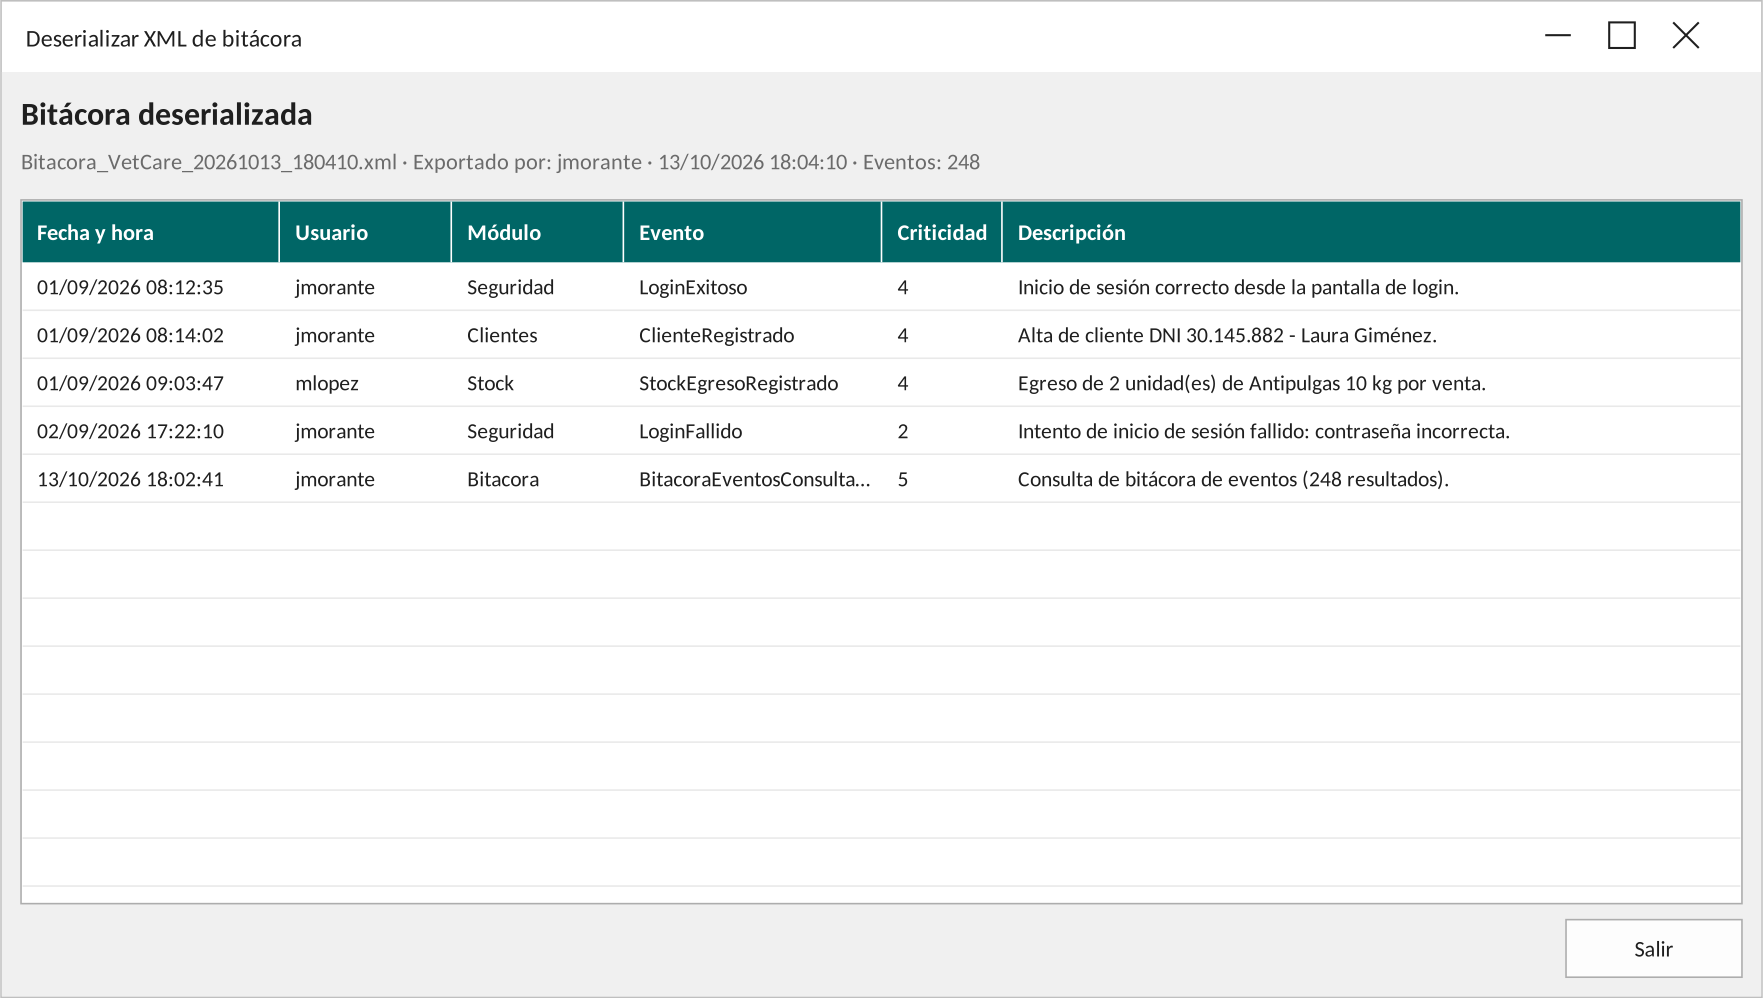 Deserializar XML de bitácora
Bitácora deserializada
Bitacora_VetCare_20261013_180410.xml · Exportado por: jmorante · 13/10/2026 18:04:10 · Eventos: 248
Fecha y hora Usuario Módulo Evento Criticidad Descripción
01/09/2026 08:12:35 jmorante Seguridad LoginExitoso 4 Inicio de sesión correcto desde la pantalla de login.
01/09/2026 08:14:02 jmorante Clientes ClienteRegistrado 4 Alta de cliente DNI 30.145.882 - Laura Giménez.
01/09/2026 09:03:47 mlopez Stock StockEgresoRegistrado 4 Egreso de 2 unidad(es) de Antipulgas 10 kg por venta.
02/09/2026 17:22:10 jmorante Seguridad LoginFallido 2 Intento de inicio de sesión fallido: contraseña incorrecta.
13/10/2026 18:02:41 jmorante Bitacora BitacoraEventosConsulta... 5 Consulta de bitácora de eventos (248 resultados).
Salir